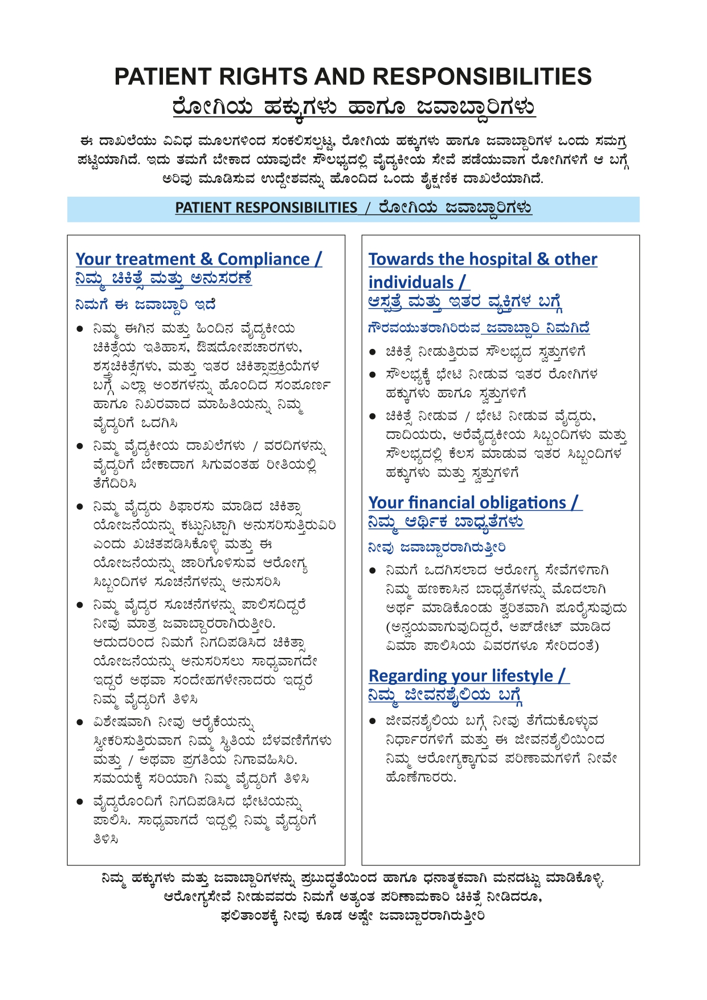 PATIENT RIGHTS AND RESPONSIBILITIES
ರೋಗಿಯ ಹಕ್ಕುಗಳು ಹಾಗೂ ಜವಾಬ್ದಾರಿಗಳು
ಈ ದಾಖಲೆಯು ವಿವಿಧ ಮೂಲಗಳಿಂದ ಸಂಕಲಿಸಲ್ಪಟ್ಟ, ರೋಗಿಯ ಹಕ್ಕುಗಳು ಹಾಗೂ ಜವಾಬ್ದಾರಿಗಳ ಒಂದು ಸಮಗ್ರ
ಪಟ್ಟಿಯಾಗಿದೆ. ಇದು ತಮಗೆ ಬೇಕಾದ ಯಾವುದೇ ಸೌಲಭ್ಯದಲ್ಲಿ ವೈದ್ಯಕೀಯ ಸೇವೆ ಪಡೆಯುವಾಗ ರೋಗಿಗಳಿಗೆ ಆ ಬಗ್ಗೆ
ಅರಿವು ಮೂಡಿಸುವ ಉದ್ದೇಶವನ್ನು ಹೊಂದಿದ ಒಂದು ಶೈಕ್ಷಣಿಕ ದಾಖಲೆಯಾಗಿದೆ.
PATIENT RESPONSIBILITIES / ರೋಗಿಯ ಜವಾಬ್ದಾರಿಗಳು
Your treatment & Compliance /
ನಿಮ್ಮ ಚಿಕಿತ್ಸೆ ಮತ್ತು ಅನುಸರಣೆ
ನಿಮಗೆ ಈ ಜವಾಬ್ದಾರಿ ಇದೆ
● ನಿಮ್ಮ ಈಗಿನ ಮತ್ತು ಹಿಂದಿನ ವೈದ್ಯಕೀಯ
ಚಿಕಿತ್ಸೆಯ ಇತಿಹಾಸ, ಔಷದೋಪಚಾರಗಳು,
ಶಸ್ತ್ರಚಿಕಿತ್ಸೆಗಳು, ಮತ್ತು ಇತರ ಚಿಕಿತ್ಸಾಪ್ರಕ್ರಿಯೆಗಳ
ಬಗ್ಗೆ ಎಲ್ಲಾ ಅಂಶಗಳನ್ನು ಹೊಂದಿದ ಸಂಪೂರ್ಣ
ಹಾಗೂ ನಿಖರವಾದ ಮಾಹಿತಿಯನ್ನು ನಿಮ್ಮ
ವೈದ್ಯರಿಗೆ ಒದಗಿಸಿ
● ನಿಮ್ಮ ವೈದ್ಯಕೀಯ ದಾಖಲೆಗಳು / ವರದಿಗಳನ್ನು
ವೈದ್ಯರಿಗೆ ಬೇಕಾದಾಗ ಸಿಗುವಂತಹ ರೀತಿಯಲ್ಲಿ
ತೆಗೆದಿರಿಸಿ
● ನಿಮ್ಮ ವೈದ್ಯರು ಶಿಫಾರಸು ಮಾಡಿದ ಚಿಕಿತ್ಸಾ
ಯೋಜನೆಯನ್ನು ಕಟ್ಟುನಿಟ್ಟಾಗಿ ಅನುಸರಿಸುತ್ತಿರುವಿರಿ
ಎಂದು ಖಚಿತಪಡಿಸಿಕೊಳ್ಳಿ ಮತ್ತು ಈ
ಯೋಜನೆಯನ್ನು ಜಾರಿಗೊಳಿಸುವ ಆರೋಗ್ಯ
ಸಿಬ್ಬಂದಿಗಳ ಸೂಚನೆಗಳನ್ನು ಅನುಸರಿಸಿ
● ನಿಮ್ಮ ವೈದ್ಯರ ಸೂಚನೆಗಳನ್ನು ಪಾಲಿಸದಿದ್ದರೆ
ನೀವು ಮಾತ್ರ ಜವಾಬ್ದಾರರಾಗಿರುತ್ತೀರಿ.
ಆದುದರಿಂದ ನಿಮಗೆ ನಿಗದಿಪಡಿಸಿದ ಚಿಕಿತ್ಸಾ
ಯೋಜನೆಯನ್ನು ಅನುಸರಿಸಲು ಸಾಧ್ಯವಾಗದೇ
ಇದ್ದರೆ ಅಥವಾ ಸಂದೇಹಗಳೇನಾದರು ಇದ್ದರೆ
ನಿಮ್ಮ ವೈದ್ಯರಿಗೆ ತಿಳಿಸಿ
● ವಿಶೇಷವಾಗಿ ನೀವು ಆರೈಕೆಯನ್ನು
ಸ್ವೀಕರಿಸುತ್ತಿರುವಾಗ ನಿಮ್ಮ ಸ್ಥಿತಿಯ ಬೆಳವಣಿಗೆಗಳು
ಮತ್ತು / ಅಥವಾ ಪ್ರಗತಿಯ ನಿಗಾವಹಿಸಿರಿ.
ಸಮಯಕ್ಕೆ ಸರಿಯಾಗಿ ನಿಮ್ಮ ವೈದ್ಯರಿಗೆ ತಿಳಿಸಿ
● ವೈದ್ಯರೊಂದಿಗೆ ನಿಗದಿಪಡಿಸಿದ ಭೇಟಿಯನ್ನು
ಪಾಲಿಸಿ. ಸಾಧ್ಯವಾಗದೆ ಇದ್ದಲ್ಲಿ ನಿಮ್ಮ ವೈದ್ಯರಿಗೆ
ತಿಳಿಸಿ
Towards the hospital & other
individuals /
ಆಸ್ಪತ್ರೆ ಮತ್ತು ಇತರ ವ್ಯಕ್ತಿಗಳ ಬಗ್ಗೆ
ಗೌರವಯುತರಾಗಿರಿರುವ ಜವಾಬ್ದಾರಿ ನಿಮಗಿದೆ
● ಚಿಕಿತ್ಸೆ ನೀಡುತ್ತಿರುವ ಸೌಲಭ್ಯದ ಸ್ವತ್ತುಗಳಿಗೆ
● ಸೌಲಭ್ಯಕ್ಕೆ ಭೇಟಿ ನೀಡುವ ಇತರ ರೋಗಿಗಳ
ಹಕ್ಕುಗಳು ಹಾಗೂ ಸ್ವತ್ತುಗಳಿಗೆ
● ಚಿಕಿತ್ಸೆ ನೀಡುವ / ಭೇಟಿ ನೀಡುವ ವೈದ್ಯರು,
ದಾದಿಯರು, ಅರೆವೈದ್ಯಕೀಯ ಸಿಬ್ಬಂದಿಗಳು ಮತ್ತು
ಸೌಲಭ್ಯದಲ್ಲಿ ಕೆಲಸ ಮಾಡುವ ಇತರ ಸಿಬ್ಬಂದಿಗಳ
ಹಕ್ಕುಗಳು ಮತ್ತು ಸ್ವತ್ತುಗಳಿಗೆ
Your financial obligations /
ನಿಮ್ಮ ಆರ್ಥಿಕ ಬಾಧ್ಯತೆಗಳು
ನೀವು ಜವಾಬ್ದಾರರಾಗಿರುತ್ತೀರಿ
● ನಿಮಗೆ ಒದಗಿಸಲಾದ ಆರೋಗ್ಯ ಸೇವೆಗಳಿಗಾಗಿ
ನಿಮ್ಮ ಹಣಕಾಸಿನ ಬಾಧ್ಯತೆಗಳನ್ನು ಮೊದಲಾಗಿ
ಅರ್ಥ ಮಾಡಿಕೊಂಡು ತ್ವರಿತವಾಗಿ ಪೂರೈಸುವುದು
(ಅನ್ವಯವಾಗುವುದಿದ್ದರೆ, ಅಪ್‌ಡೇಟ್ ಮಾಡಿದ
ವಿಮಾ ಪಾಲಿಸಿಯ ವಿವರಗಳೂ ಸೇರಿದಂತೆ)
Regarding your lifestyle /
ನಿಮ್ಮ ಜೀವನಶೈಲಿಯ ಬಗ್ಗೆ
● ಜೀವನಶೈಲಿಯ ಬಗ್ಗೆ ನೀವು ತೆಗೆದುಕೊಳ್ಳುವ
ನಿರ್ಧಾರಗಳಿಗೆ ಮತ್ತು ಈ ಜೀವನಶೈಲಿಯಿಂದ
ನಿಮ್ಮ ಆರೋಗ್ಯಕ್ಕಾಗುವ ಪರಿಣಾಮಗಳಿಗೆ ನೀವೇ
ಹೊಣೆಗಾರರು.
ನಿಮ್ಮ ಹಕ್ಕುಗಳು ಮತ್ತು ಜವಾಬ್ದಾರಿಗಳನ್ನು ಪ್ರಬುದ್ಧತೆಯಿಂದ ಹಾಗೂ ಧನಾತ್ಮಕವಾಗಿ ಮನದಟ್ಟು ಮಾಡಿಕೊಳ್ಳಿ.
ಆರೋಗ್ಯಸೇವೆ ನೀಡುವವರು ನಿಮಗೆ ಅತ್ಯಂತ ಪರಿಣಾಮಕಾರಿ ಚಿಕಿತ್ಸೆ ನೀಡಿದರೂ,
ಫಲಿತಾಂಶಕ್ಕೆ ನೀವು ಕೂಡ ಅಷ್ಟೇ ಜವಾಬ್ದಾರರಾಗಿರುತ್ತೀರಿ